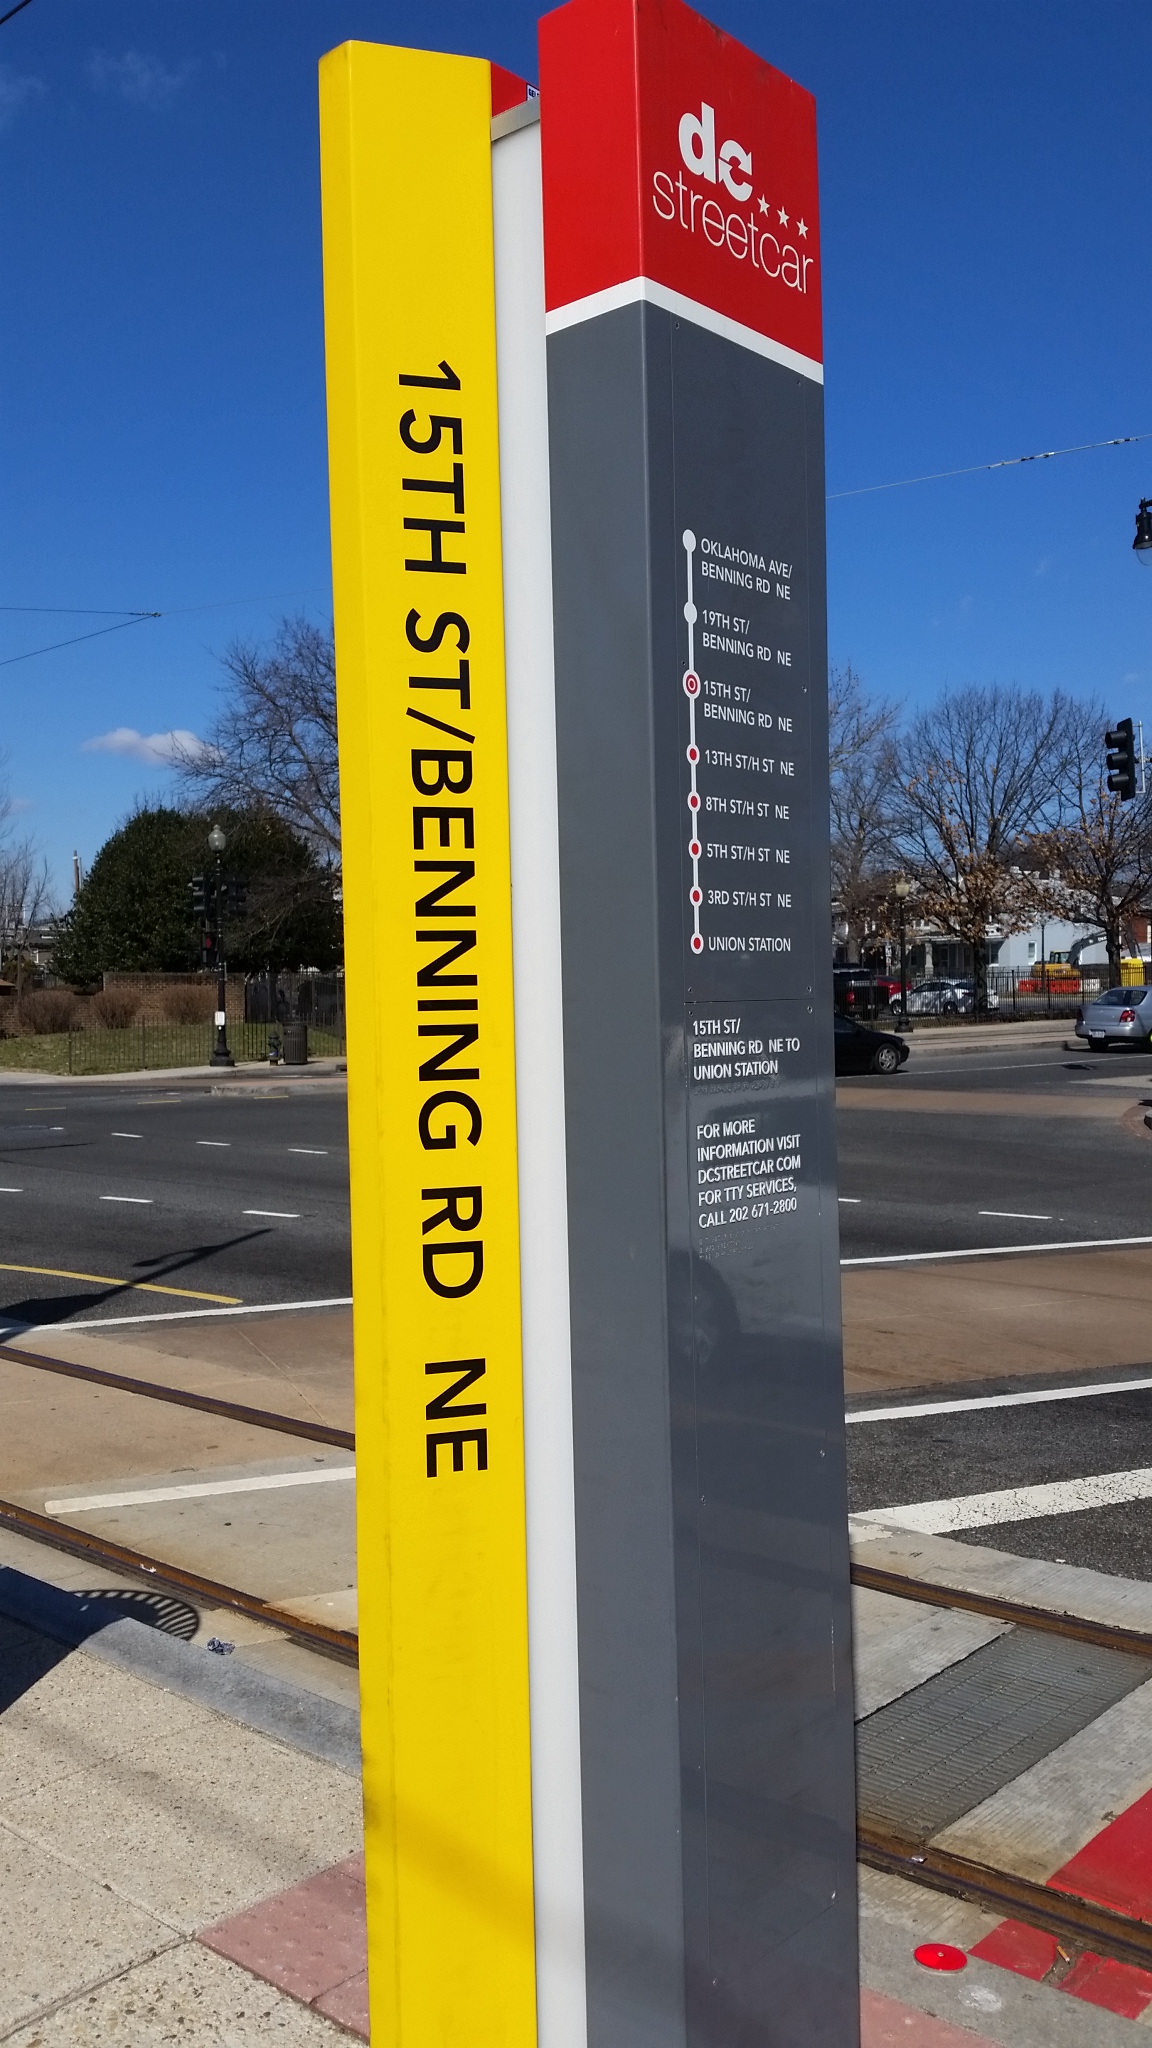 15TH ST/BENNING RD NE
dc
streetcar
OKLAHOMA AVE/
BENNING RD NE
19TH ST/
BENNING RD NE
15TH ST/
BENNING RD NE
13TH ST/H ST NE
8TH ST/H ST NE
5TH ST/H ST NE
3RD ST/H ST NE
UNION STATION
15TH ST/
BENNING RD NE TO
UNION STATION
FOR MORE
INFORMATION VISIT
DCSTREETCAR COM
FOR TTY SERVICES,
CALL 202 671-2800